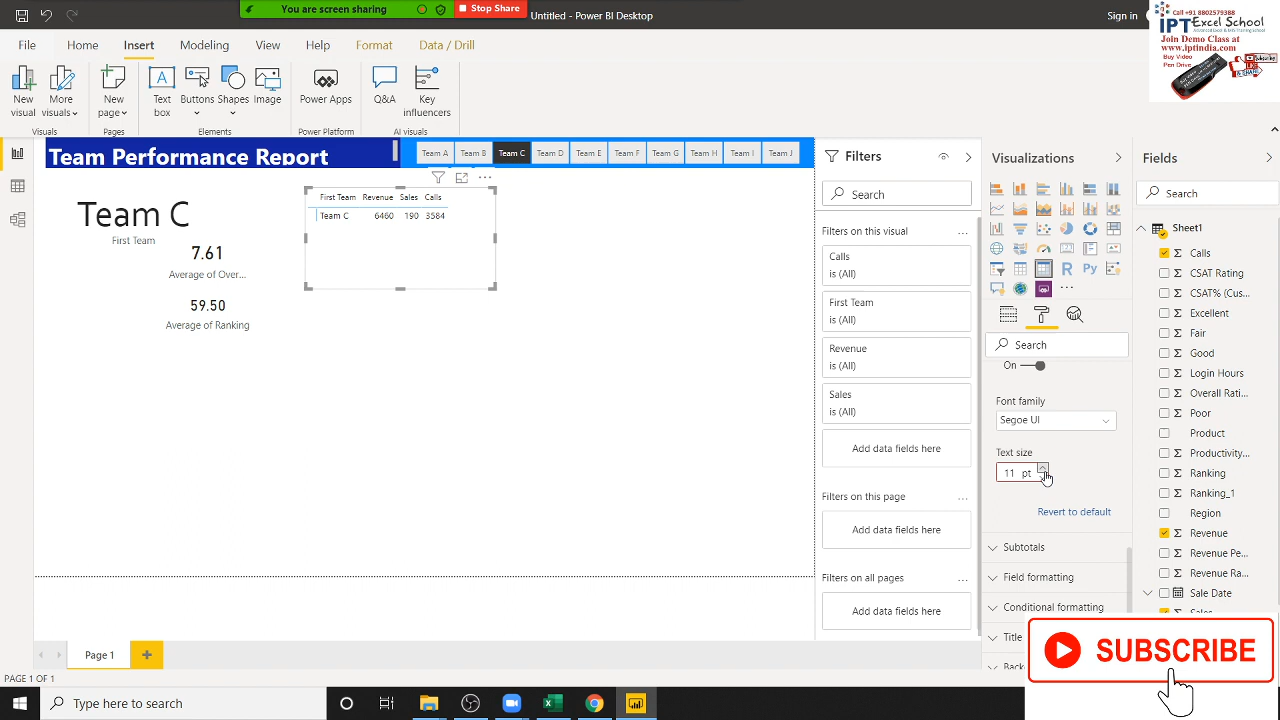 You are screen sharing
Stop Share
Untitled - Power BI Desktop
Sign in
Call +91 8802579388
IPT Excel School
Advanced Excel & MIS Training School
Join Demo Class at
www.iptindia.com
Buy Video
Pen Drive
File
Home
Insert
Modeling
View
Help
Format
Data / Drill
New visual
More visuals
New page
Text box
Buttons
Shapes
Image
Power Apps
Q&A
Key influencers
Visuals
Pages
Elements
Power Platform
AI visuals
Team Performance Report
Team A
Team B
Team C
Team D
Team E
Team F
Team G
Team H
Team I
Team J
Team C
First Team
7.61
Average of Over...
59.50
Average of Ranking
First Team Revenue Sales Calls
Team C 6460 190 3584
Filters
Search
Filters on this visual
Calls
is (All)
First Team
is (All)
Revenue
is (All)
Sales
is (All)
Add data fields here
Filters on this page
Add data fields here
Filters on all pages
Add data fields here
Visualizations
Search
On
Font family
Segoe UI
Text size
11 pt
Revert to default
Subtotals
Field formatting
Conditional formatting
Title
Fields
Search
Sheet1
Calls
CSAT Rating
CSAT% (Cus...
Excellent
Fair
Good
Login Hours
Overall Rati...
Poor
Product
Productivity...
Ranking
Ranking_1
Region
Revenue
Revenue Pe...
Revenue Ra...
Sale Date
SUBSCRIBE
Page 1
PAGE 1 OF 1
Type here to search